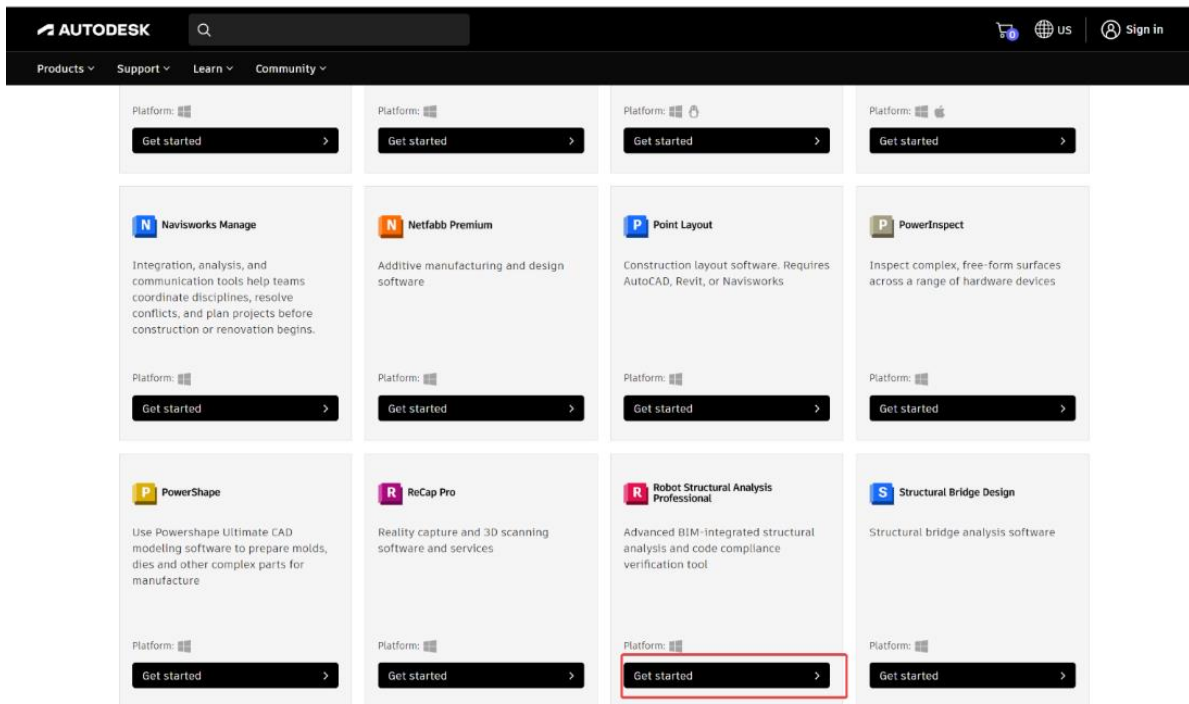 AUTODESK
0
US
Sign in
Products
Support
Learn
Community
Platform:
Platform:
Platform:
Platform:
Get started
Get started
Get started
Get started
N Navisworks Manage
Integration, analysis, and
communication tools help teams
coordinate disciplines, resolve
conflicts, and plan projects before
construction or renovation begins.
Platform:
Get started
N Netfabb Premium
Additive manufacturing and design
software
Platform:
Get started
P Point Layout
Construction layout software. Requires
AutoCAD, Revit, or Navisworks
Platform:
Get started
P PowerInspect
Inspect complex, free-form surfaces
across a range of hardware devices
Platform:
Get started
P PowerShape
Use Powershape Ultimate CAD
modeling software to prepare molds,
dies and other complex parts for
manufacture
Platform:
Get started
R ReCap Pro
Reality capture and 3D scanning
software and services
Platform:
Get started
R Robot Structural Analysis
Professional
Advanced BIM-integrated structural
analysis and code compliance
verification tool
Platform:
Get started
S Structural Bridge Design
Structural bridge analysis software
Platform:
Get started